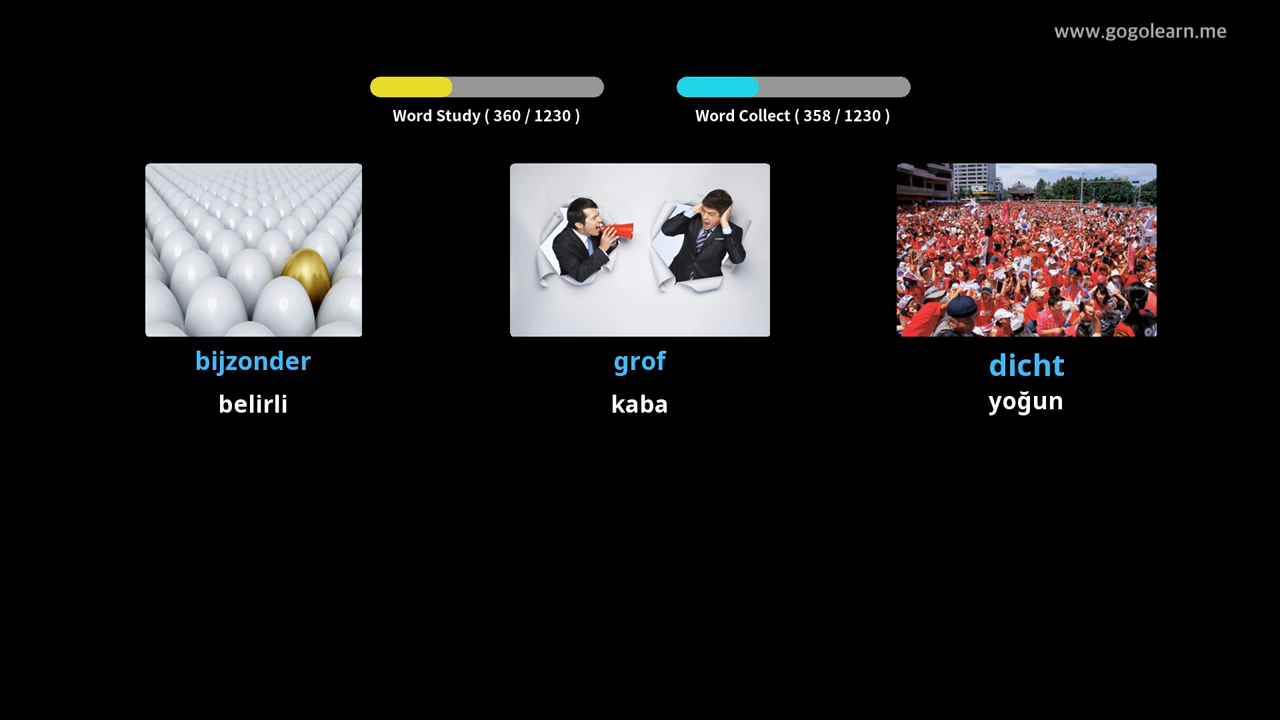 www.gogolearn.me
Word Study ( 360 / 1230 )
Word Collect ( 358 / 1230 )
bijzonder
belirli
grof
kaba
dicht
yoğun